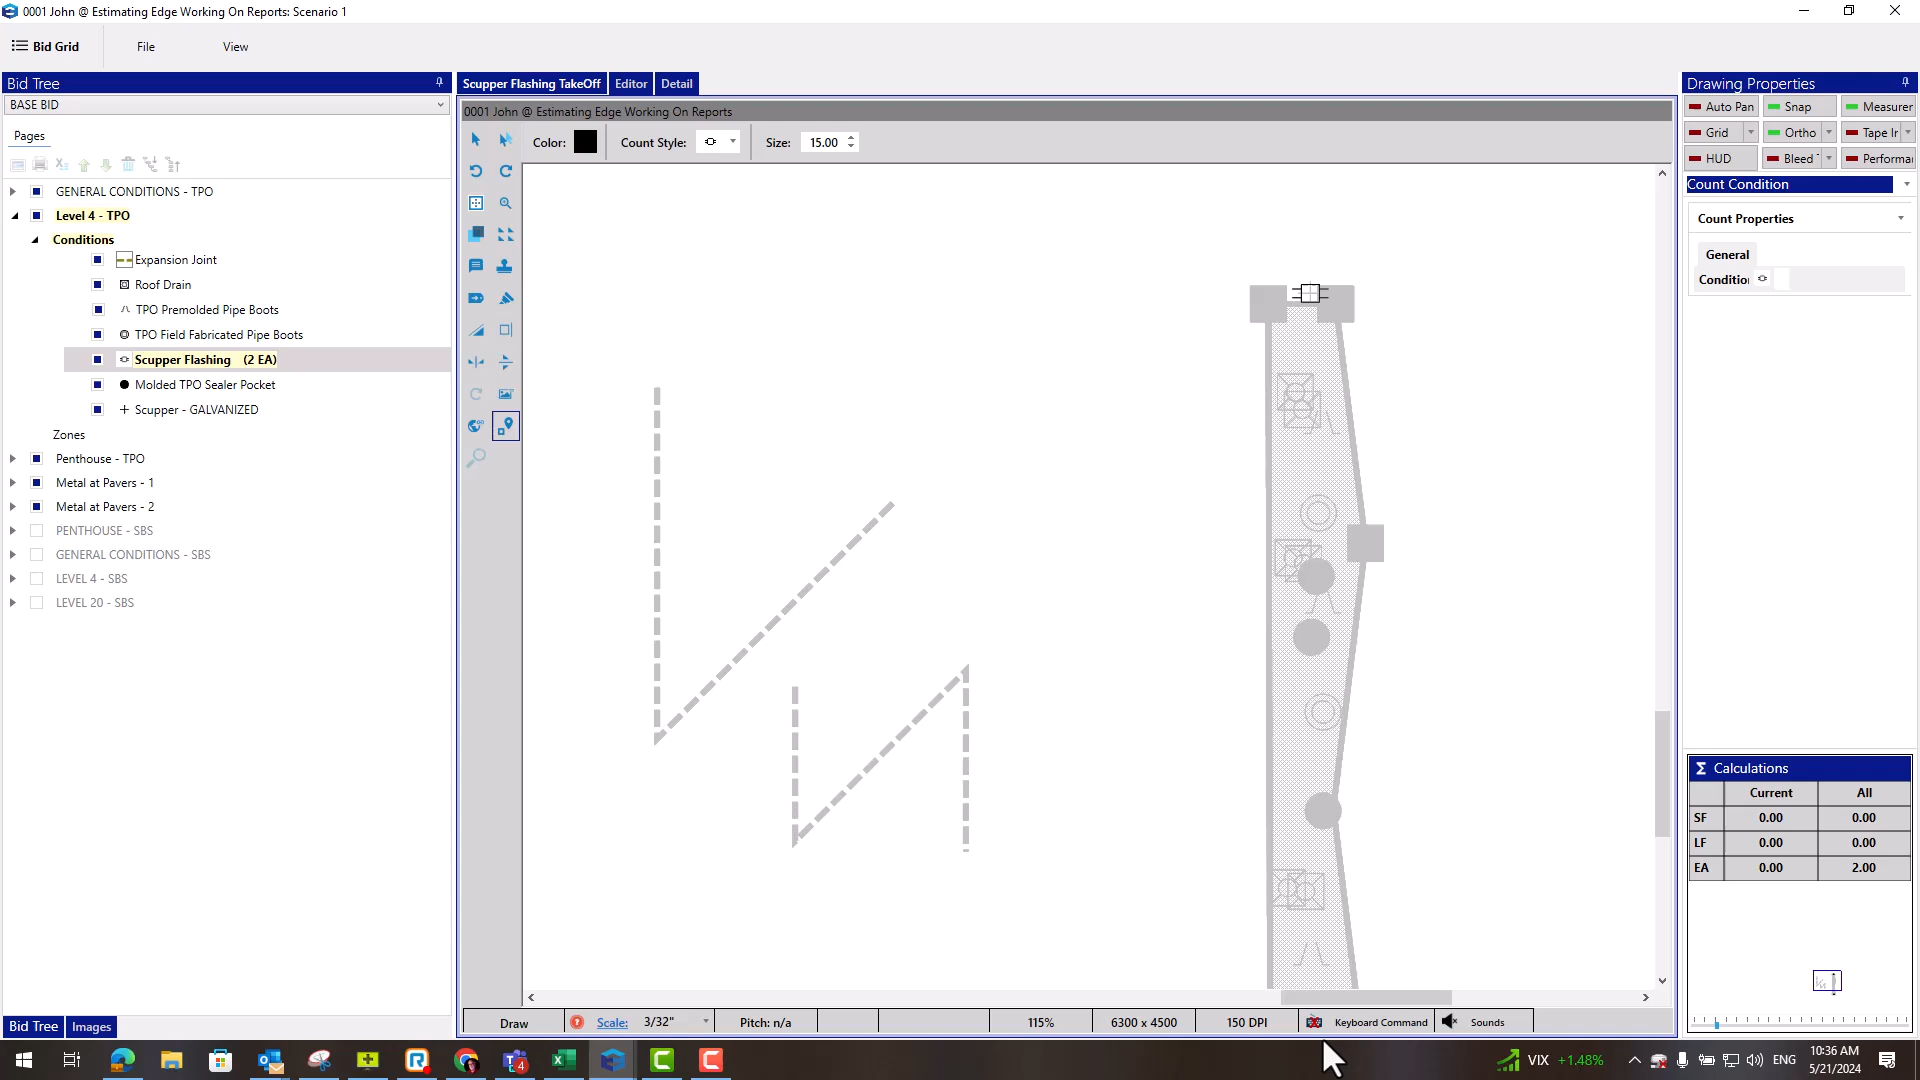 0001 John @ Estimating Edge Working On Reports: Scenario 1
Bid Grid
File
View
Bid Tree
BASE BID
Pages
GENERAL CONDITIONS - TPO
Level 4 - TPO
Conditions
Expansion Joint
Roof Drain
TPO Premolded Pipe Boots
TPO Field Fabricated Pipe Boots
Scupper Flashing (2 EA)
Molded TPO Sealer Pocket
Scupper - GALVANIZED
Zones
Penthouse - TPO
Metal at Pavers - 1
Metal at Pavers - 2
PENTHOUSE - SBS
GENERAL CONDITIONS - SBS
LEVEL 4 - SBS
LEVEL 20 - SBS
Bid Tree
Images
Scupper Flashing TakeOff
Editor
Detail
0001 John @ Estimating Edge Working On Reports
Color:
Count Style:
Size: 15.00
Draw
Scale: 3/32"
Pitch: n/a
115%
6300 x 4500
150 DPI
Keyboard Command
Sounds
Drawing Properties
Auto Pan
Snap
Measurer
Grid
Ortho
Tape Ir
HUD
Bleed
Performa
Count Condition
Count Properties
General
Conditio
Σ Calculations
Current All
SF 0.00 0.00
LF 0.00 0.00
EA 0.00 2.00
4
VIX +1.48%
ENG
10:36 AM
5/21/2024